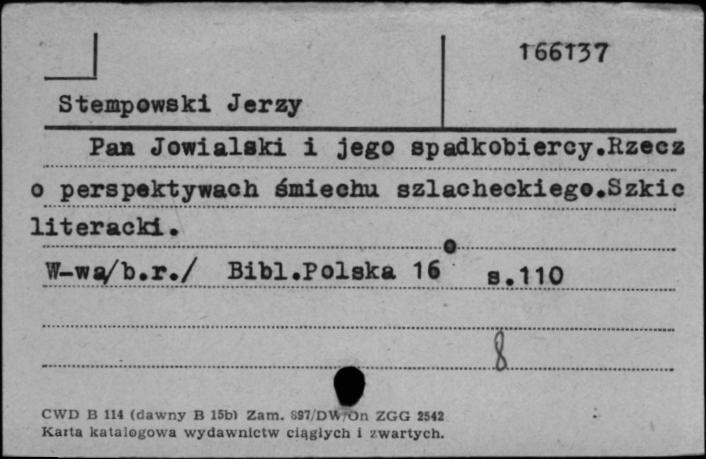 166137
Stempowski Jerzy
Pan Jowialski i jego spadkobiercy.Rzecz
o perspektywach śmiechu szlacheckiego.Szkic
literacki.
W-wa/b.r./ Bibl.Polska 16° s.110
8
CWD B 114 (dawny B 15b) Zam. 897/DW/On ZGG 2542
Karta katalogowa wydawnictw ciągłych i zwartych.